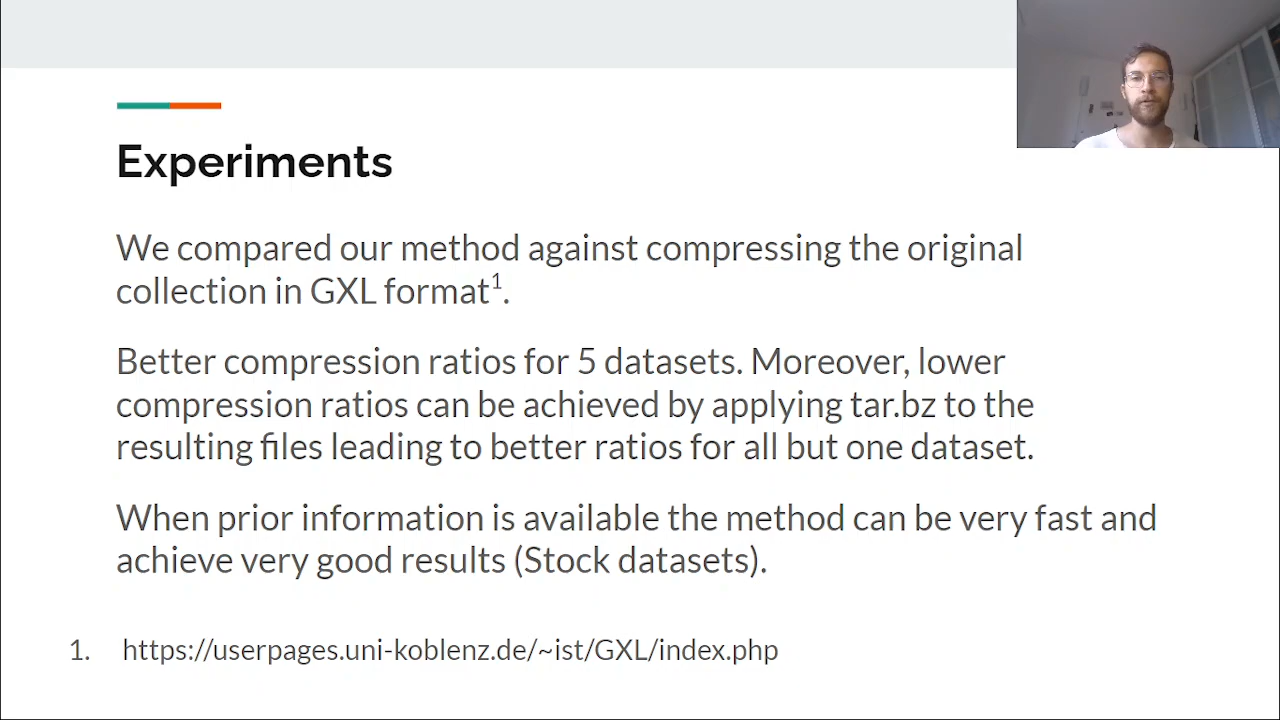 Experiments
We compared our method against compressing the original
collection in GXL format¹.
Better compression ratios for 5 datasets. Moreover, lower
compression ratios can be achieved by applying tar.bz to the
resulting files leading to better ratios for all but one dataset.
When prior information is available the method can be very fast and
achieve very good results (Stock datasets).
1. https://userpages.uni-koblenz.de/~ist/GXL/index.php